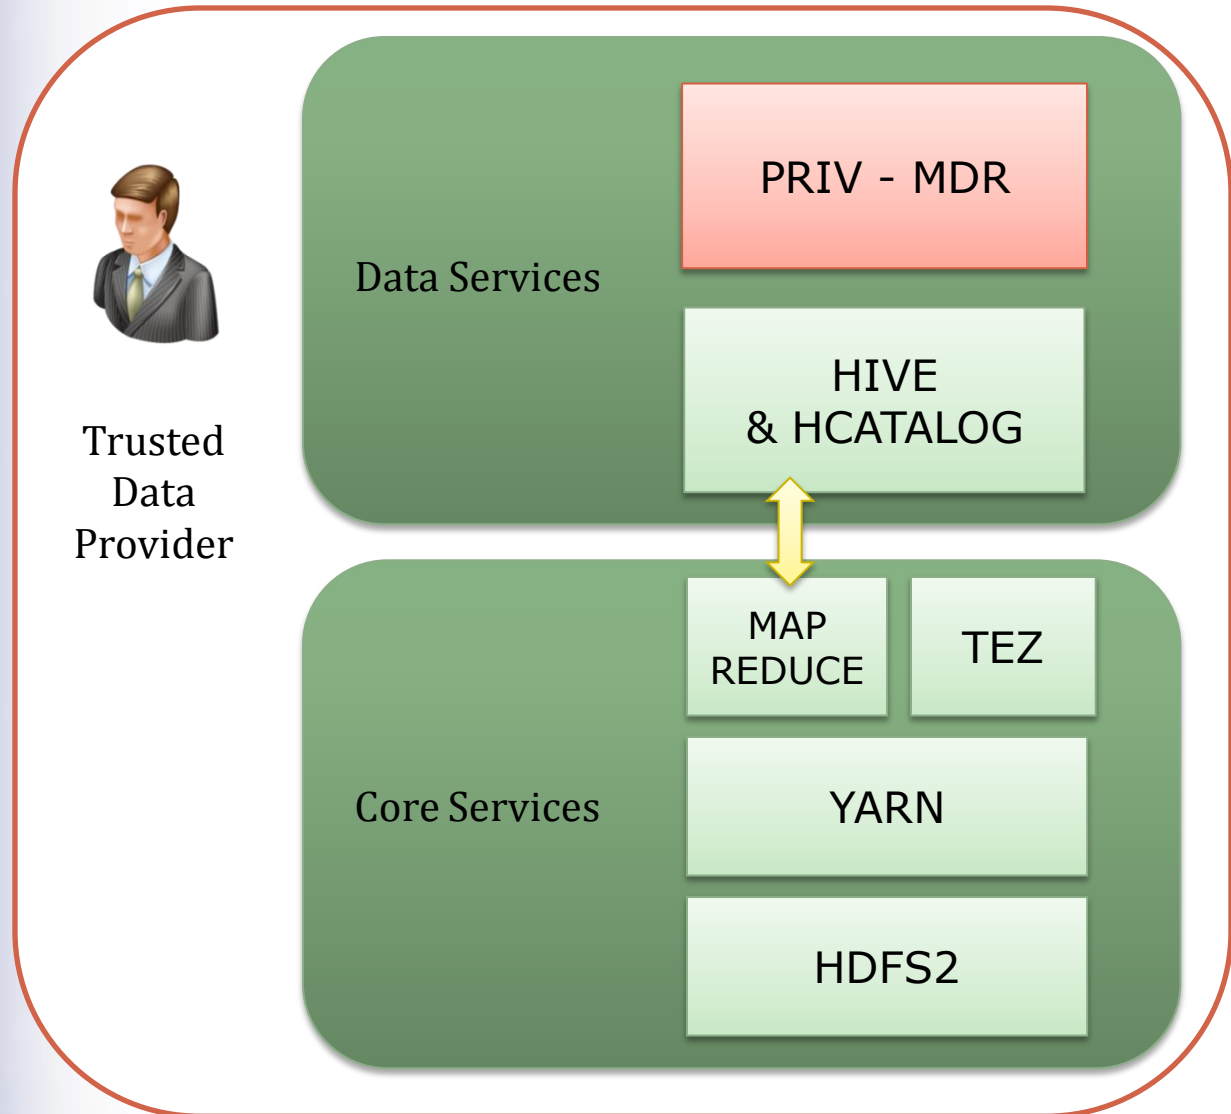 PRIV - MDR
Data Services
HIVE
& HCATALOG
Trusted
Data
Provider
MAP
REDUCE
TEZ
Core Services
YARN
HDFS2